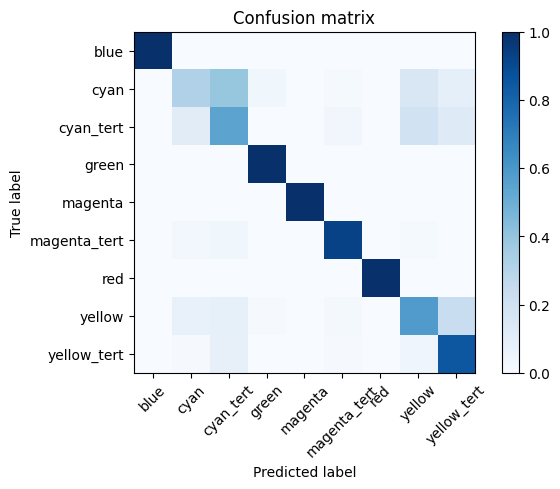 Confusion matrix
True label
blue
cyan
cyan_tert
green
magenta
magenta_tert
red
yellow
yellow_tert
blue
cyan
cyan_tert
green
magenta
magenta_tert
red
yellow
yellow_tert
Predicted label
1.0
0.8
0.6
0.4
0.2
0.0